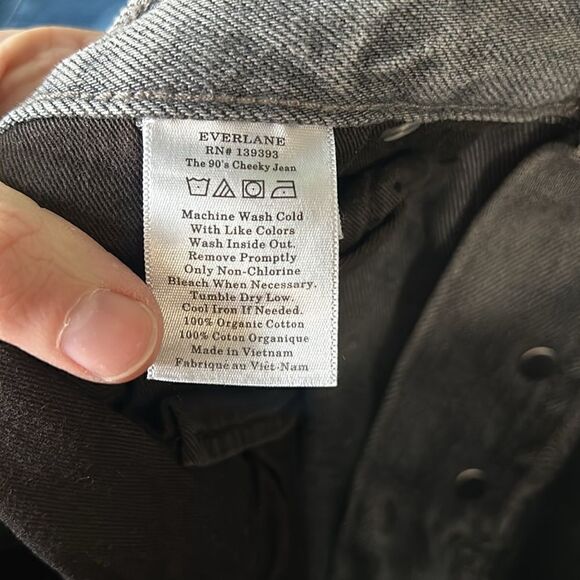 EVERLANE
RN# 139393
The 90's Cheeky Jean
Machine Wash Cold
With Like Colors
Wash Inside Out.
Remove Promptly
Only Non-Chlorine
Bleach When Necessary.
Tumble Dry Low.
Cool Iron If Needed.
100% Organic Cotton
100% Coton Organique
Made in Vietnam
Fabrique au Viêt-Nam